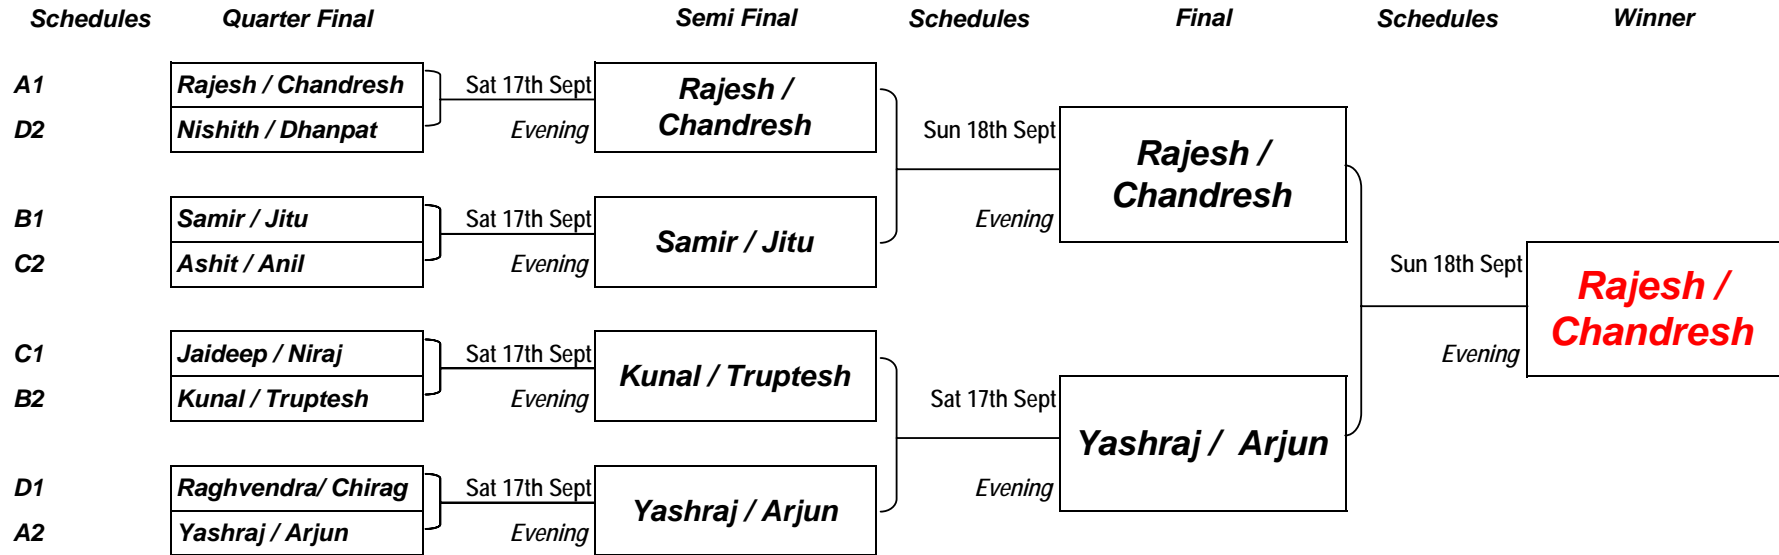 Schedules Quarter Final Semi Final Schedules Final Schedules Winner
A1 Rajesh / Chandresh Sat 17th Sept
D2 Nishith / Dhanpat Evening
Rajesh /
Chandresh
B1 Samir / Jitu Sat 17th Sept
C2 Ashit / Anil Evening
Samir / Jitu
Sun 18th Sept
Evening
Rajesh /
Chandresh
C1 Jaideep / Niraj Sat 17th Sept
B2 Kunal / Truptesh Evening
Kunal / Truptesh
D1 Raghvendra/ Chirag Sat 17th Sept
A2 Yashraj / Arjun Evening
Yashraj / Arjun
Sat 17th Sept
Evening
Yashraj / Arjun
Sun 18th Sept
Evening
Rajesh /
Chandresh